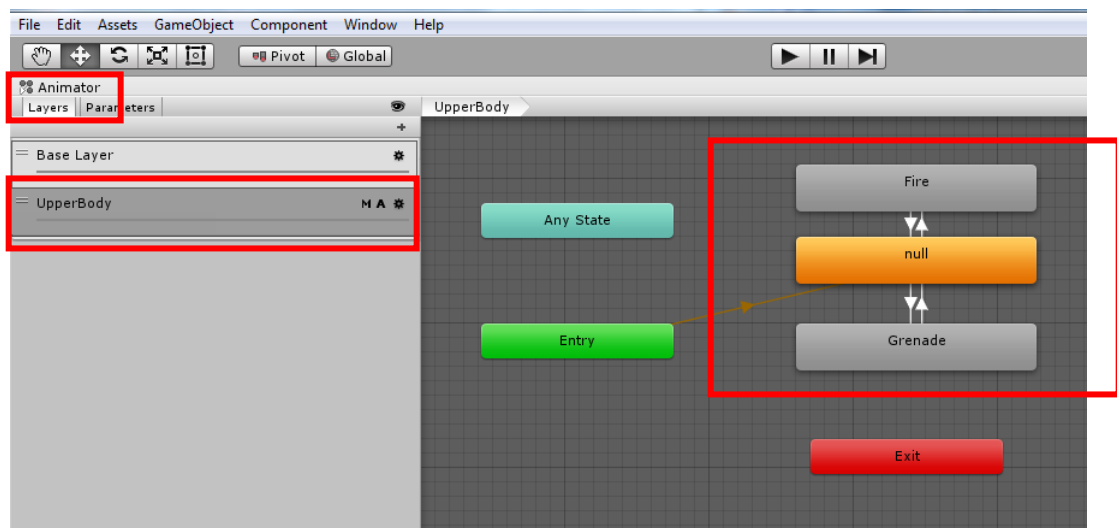 File Edit Assets GameObject Component Window Help
Pivot Global
Animator
Layers Parameters
UpperBody
Base Layer
UpperBody M A
Fire
Any State
null
Entry
Grenade
Exit